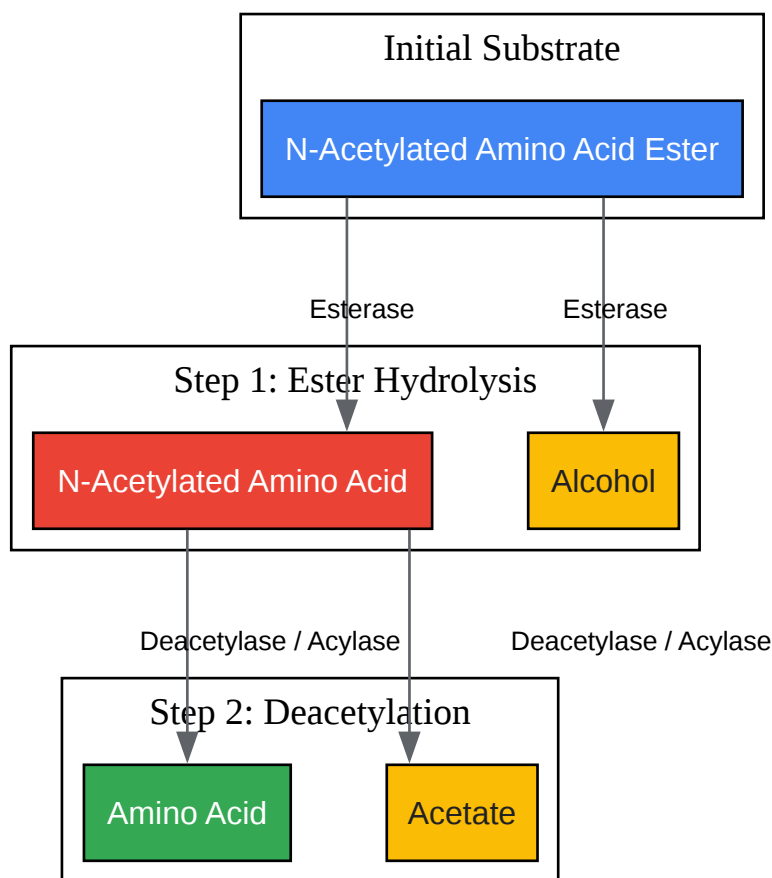 Initial Substrate
N-Acetylated Amino Acid Ester
Esterase
Esterase
Step 1: Ester Hydrolysis
N-Acetylated Amino Acid
Alcohol
Deacetylase / Acylase
Deacetylase / Acylase
Step 2: Deacetylation
Amino Acid
Acetate